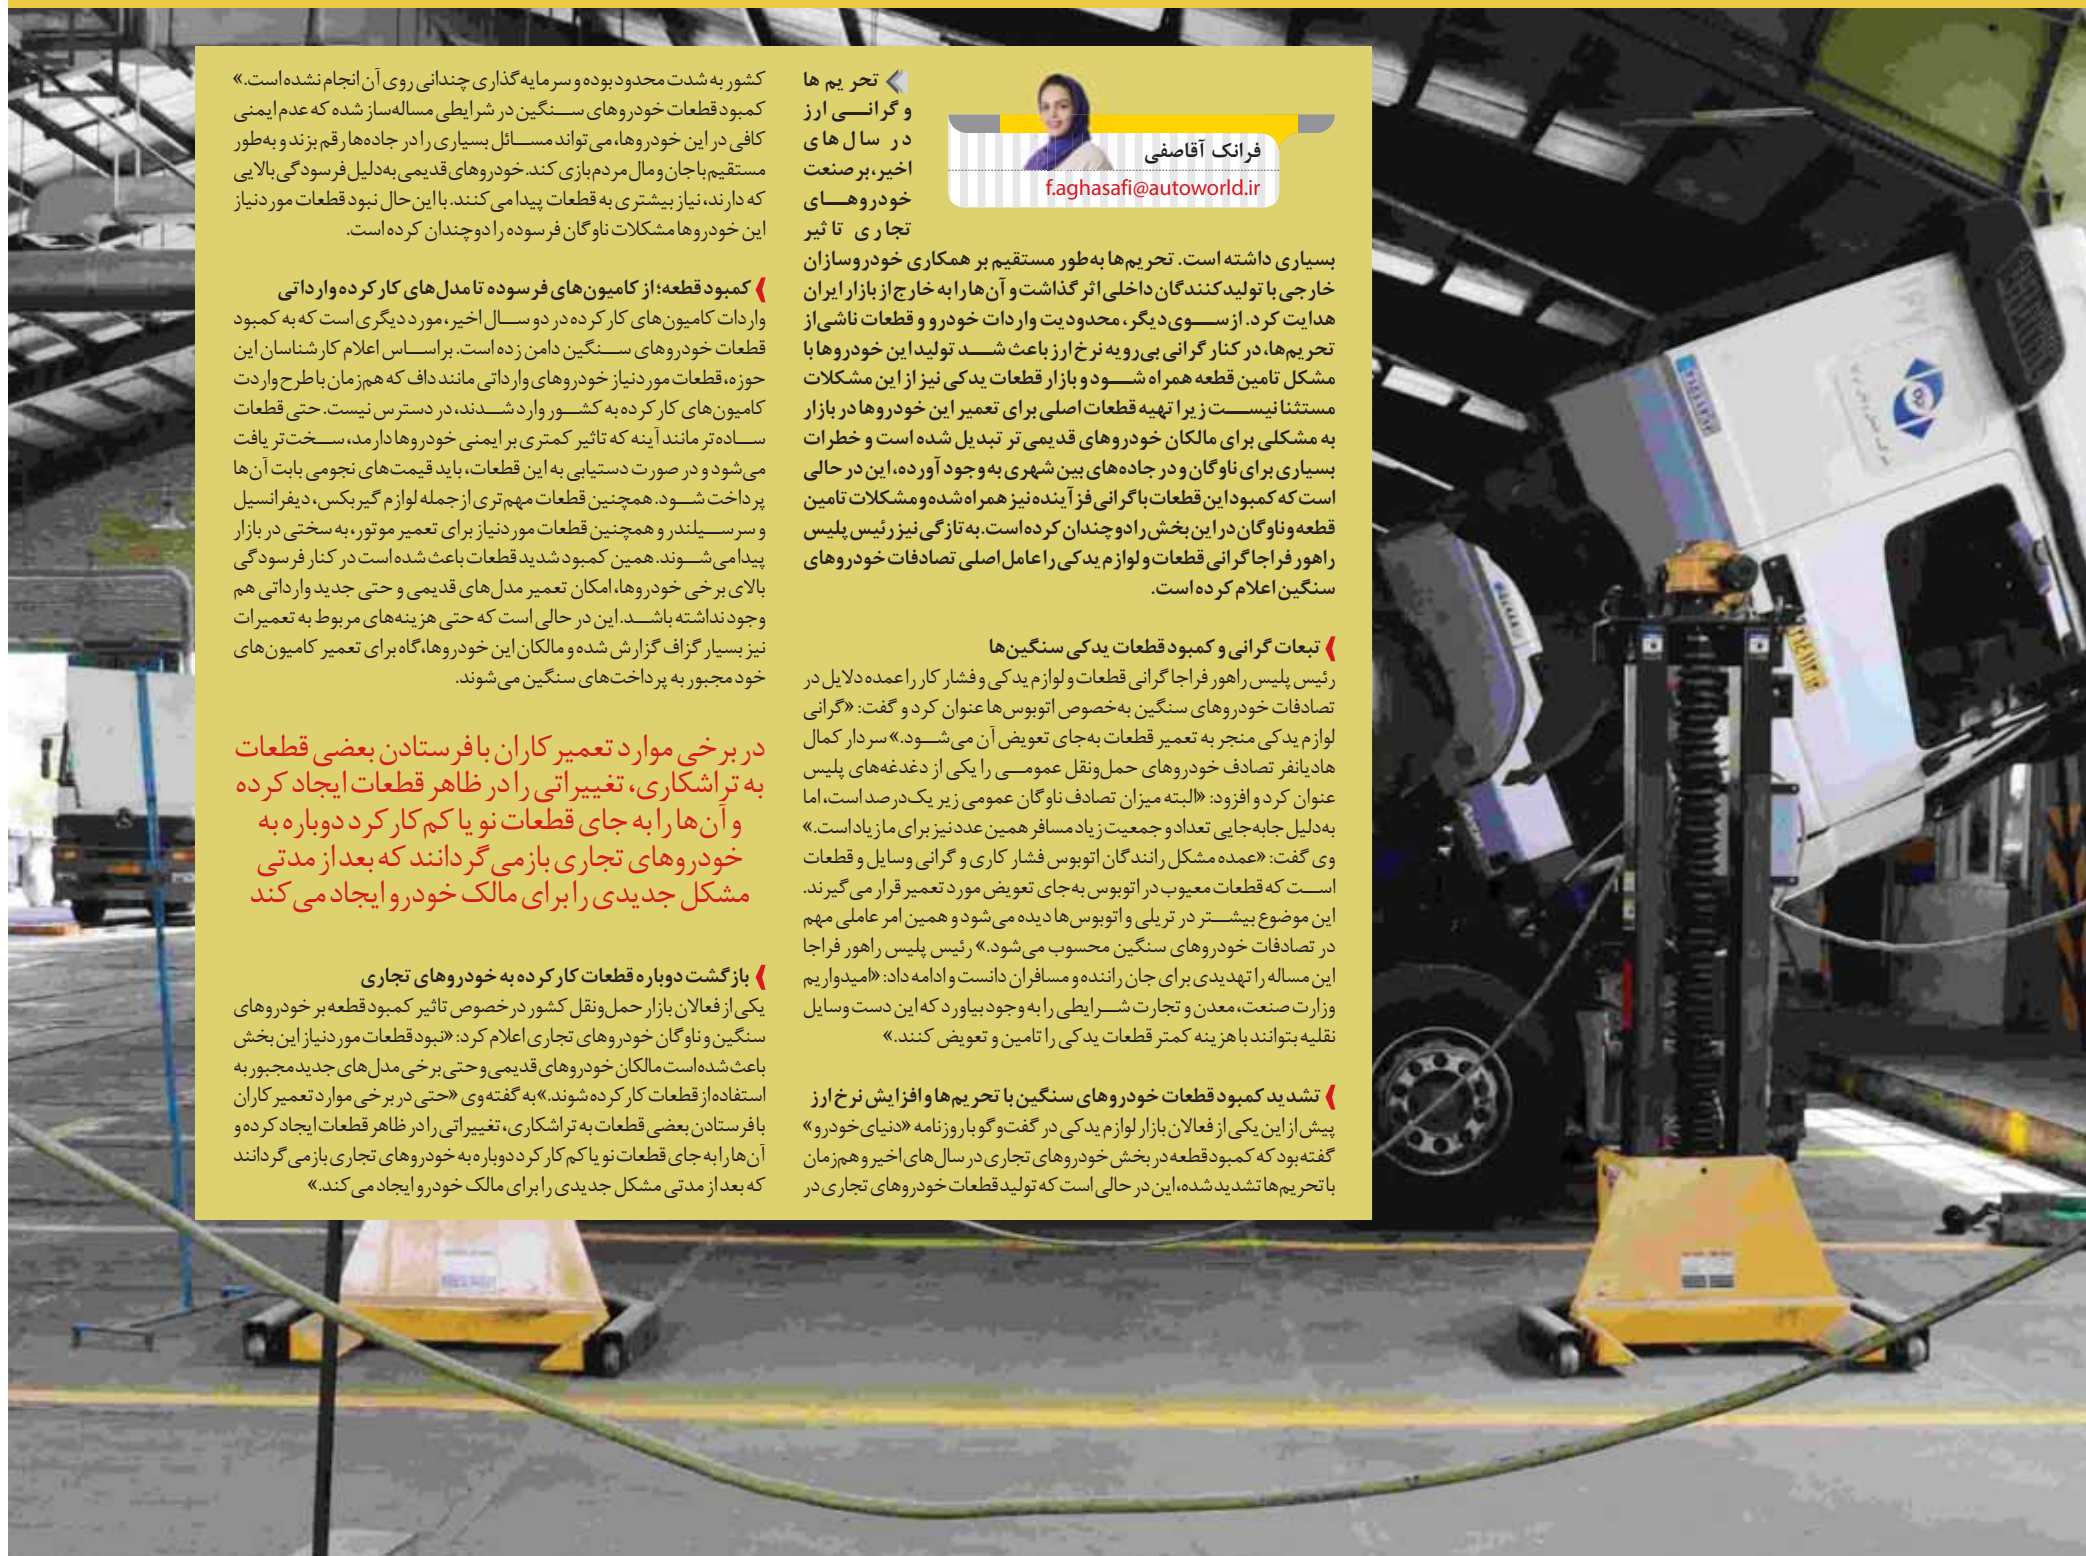 فرانک آقاصفی
f.aghasafi@autoworld.ir
تحریم ها
و گرانی ارز
در سال های
اخیر، بر صنعت
خودروهای
تجاری تاثیر
بسیاری داشته است. تحریم‌ها به‌طور مستقیم بر همکاری خودروسازان
خارجی با تولیدکنندگان داخلی اثر گذاشت و آن‌ها را به خارج از بازار ایران
هدایت کرد. از سوی دیگر، محدودیت واردات خودرو و قطعات ناشی از
تحریم‌ها، در کنار گرانی بی‌رویه نرخ ارز باعث شد تولید این خودروها با
مشکل تامین قطعه همراه شود و بازار قطعات یدکی نیز از این مشکلات
مستثنا نیست زیرا تهیه قطعات اصلی برای تعمیر این خودروها در بازار
به مشکلی برای مالکان خودروهای قدیمی‌تر تبدیل شده است و خطرات
بسیاری برای ناوگان و در جاده‌های بین شهری به وجود آورده، این در حالی
است که کمبود این قطعات با گرانی فزآینده نیز همراه شده و مشکلات تامین
قطعه و ناوگان در این بخش را دوچندان کرده است. به تازگی نیز رئیس پلیس
راهور فراجا گرانی قطعات و لوازم یدکی را عامل اصلی تصادفات خودروهای
سنگین اعلام کرده است.
تبعات گرانی و کمبود قطعات یدکی سنگین‌ها
رئیس پلیس راهور فراجا گرانی قطعات و لوازم یدکی و فشار کار را عمده دلایل در
تصادفات خودروهای سنگین به‌خصوص اتوبوس‌ها عنوان کرد و گفت: «گرانی
لوازم یدکی منجر به تعمیر قطعات به‌جای تعویض آن می‌شود.» سردار کمال
هادیانفر تصادف خودروهای حمل‌ونقل عمومی را یکی از دغدغه‌های پلیس
عنوان کرد و افزود: «البته میزان تصادف ناوگان عمومی زیر یک‌درصد است، اما
به‌دلیل جابه‌جایی تعداد و جمعیت زیاد مسافر همین عدد نیز برای ما زیاد است.»
وی گفت: «عمده مشکل رانندگان اتوبوس فشار کاری و گرانی وسایل و قطعات
است که قطعات معیوب در اتوبوس به‌جای تعویض مورد تعمیر قرار می‌گیرند.
این موضوع بیشتر در تریلی و اتوبوس‌ها دیده می‌شود و همین امر عاملی مهم
در تصادفات خودروهای سنگین محسوب می‌شود.» رئیس پلیس راهور فراجا
این مساله را تهدیدی برای جان راننده و مسافران دانست و ادامه داد: «امیدواریم
وزارت صنعت، معدن و تجارت شرایطی را به وجود بیاورد که این دست وسایل
نقلیه بتوانند با هزینه کمتر قطعات یدکی را تامین و تعویض کنند.»
تشدید کمبود قطعات خودروهای سنگین با تحریم‌ها و افزایش نرخ ارز
پیش از این یکی از فعالان بازار لوازم یدکی در گفت‌وگو با روزنامه «دنیای خودرو»
گفته بود که کمبود قطعه در بخش خودروهای تجاری در سال‌های اخیر و هم‌زمان
با تحریم‌ها تشدید شده، این در حالی است که تولید قطعات خودروهای تجاری در
کشور به شدت محدود بوده و سرمایه‌گذاری چندانی روی آن انجام نشده است.»
کمبود قطعات خودروهای سنگین در شرایطی مساله‌ساز شده که عدم ایمنی
کافی در این خودروها، می‌تواند مسائل بسیاری را در جاده‌ها رقم بزند و به‌طور
مستقیم با جان و مال مردم بازی کند. خودروهای قدیمی به‌دلیل فرسودگی بالایی
که دارند، نیاز بیشتری به قطعات پیدا می‌کنند. با این‌حال نبود قطعات مورد نیاز
این خودروها مشکلات ناوگان فرسوده را دوچندان کرده است.
کمبود قطعه؛ از کامیون‌های فرسوده تا مدل‌های کارکرده وارداتی
واردات کامیون‌های کارکرده در دو سال اخیر، مورد دیگری است که به کمبود
قطعات خودروهای سنگین دامن زده است. براساس اعلام کارشناسان این
حوزه، قطعات موردنیاز خودروهای وارداتی مانند داف که هم‌زمان با طرح واردت
کامیون‌های کارکرده به کشور وارد شدند، در دسترس نیست. حتی قطعات
ساده‌تر مانند آینه که تاثیر کمتری بر ایمنی خودروها دارمد، سخت‌تر یافت
می‌شود و در صورت دستیابی به این قطعات، باید قیمت‌های نجومی بابت آن‌ها
پرداخت شود. همچنین قطعات مهم‌تری از جمله لوازم گیربکس، دیفرانسیل
و سرسیلندر و همچنین قطعات موردنیاز برای تعمیر موتور، به سختی در بازار
پیدا می‌شوند. همین کمبود شدید قطعات باعث شده است در کنار فرسودگی
بالای برخی خودروها، امکان تعمیر مدل‌های قدیمی و حتی جدید وارداتی هم
وجود نداشته باشد. این در حالی است که حتی هزینه‌های مربوط به تعمیرات
نیز بسیار گزاف گزارش شده و مالکان این خودروها، گاه برای تعمیر کامیون‌های
خود مجبور به پرداخت‌های سنگین می‌شوند.
در برخی موارد تعمیرکاران با فرستادن بعضی قطعات
به تراشکاری، تغییراتی را در ظاهر قطعات ایجاد کرده
و آن‌ها را به جای قطعات نو یا کم کارکرد دوباره به
خودروهای تجاری بازمی‌گردانند که بعد از مدتی
مشکل جدیدی را برای مالک خودرو ایجاد می‌کند
بازگشت دوباره قطعات کارکرده به خودروهای تجاری
یکی از فعالان بازار حمل‌ونقل کشور در خصوص تاثیر کمبود قطعه بر خودروهای
سنگین و ناوگان خودروهای تجاری اعلام کرد: «نبود قطعات موردنیاز این بخش
باعث شده است مالکان خودروهای قدیمی و حتی برخی مدل‌های جدید مجبور به
استفاده از قطعات کارکرده شوند.» به گفته وی «حتی در برخی موارد تعمیرکاران
با فرستادن بعضی قطعات به تراشکاری، تغییراتی را در ظاهر قطعات ایجاد کرده و
آن‌ها را به جای قطعات نو یا کم کارکرد دوباره به خودروهای تجاری بازمی‌گردانند
که بعد از مدتی مشکل جدیدی را برای مالک خودرو ایجاد می‌کند.»